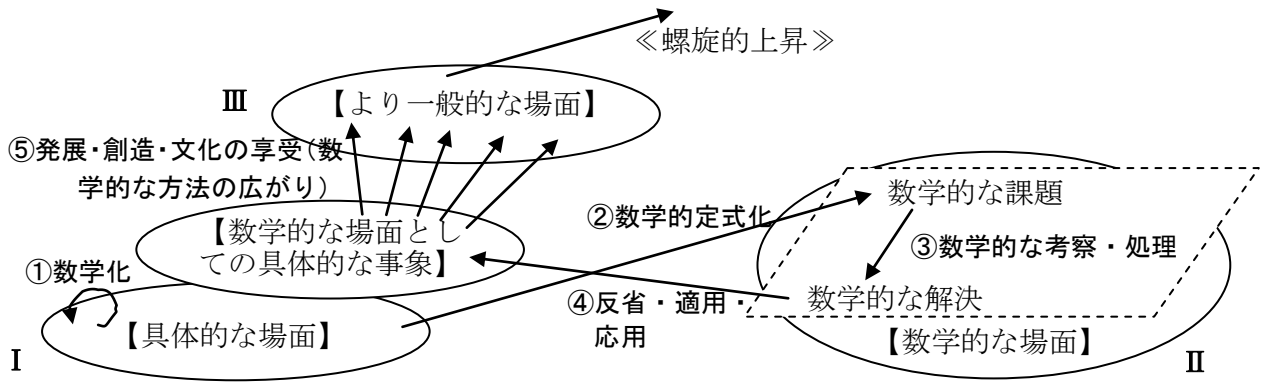 ≪螺旋的上昇≫
Ⅲ
【より一般的な場面】
⑤発展・創造・文化の享受(数
学的な方法の広がり)
【数学的な場面とし
ての具体的な事象】
②数学的定式化
数学的な課題
③数学的な考察・処理
①数学化
④反省・適用・
応用
数学的な解決
【具体的な場面】
【数学的な場面】
Ⅰ
Ⅱ